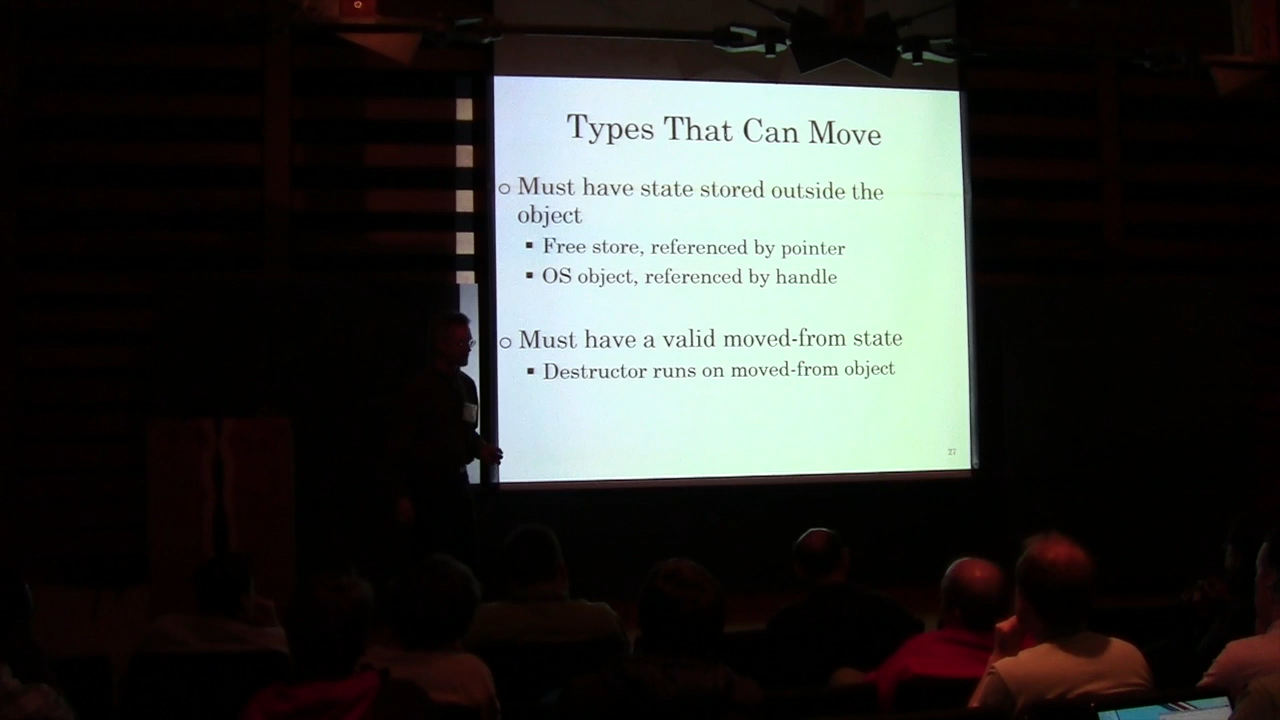 Types That Can Move
○ Must have state stored outside the
object
▪ Free store, referenced by pointer
▪ OS object, referenced by handle
○ Must have a valid moved-from state
▪ Destructor runs on moved-from object
27